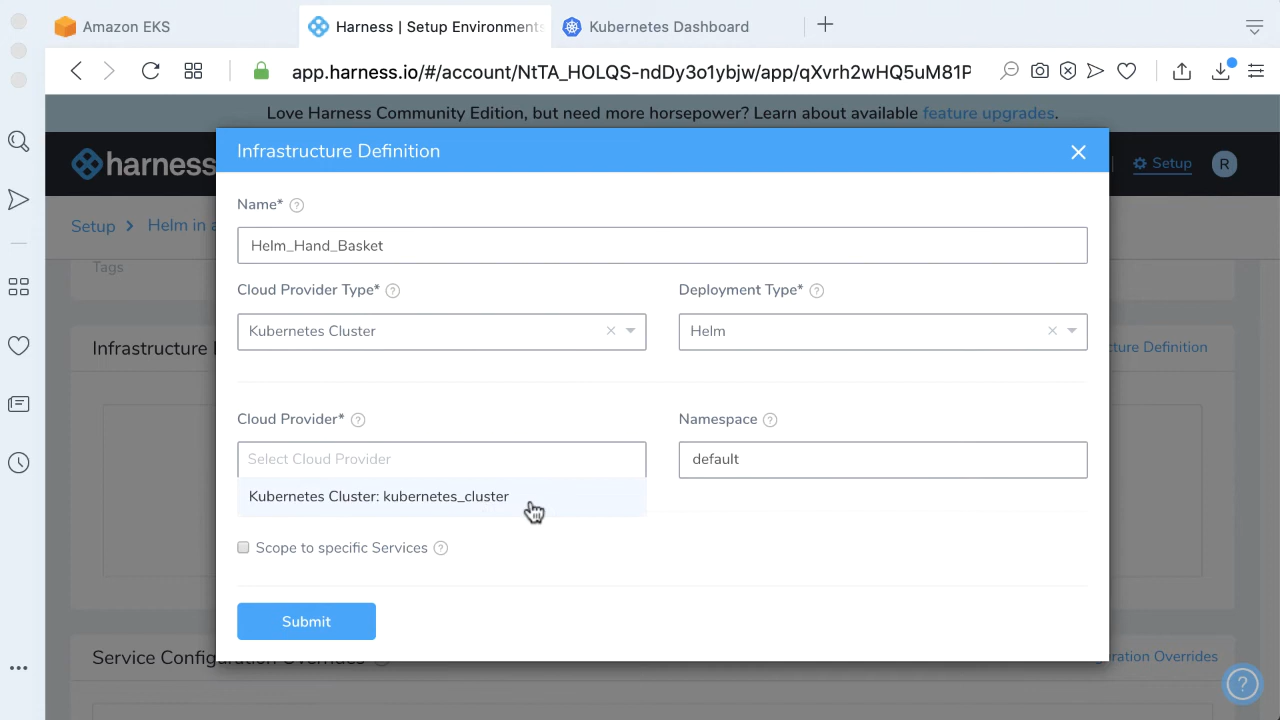 Amazon EKS
Harness | Setup Environment
Kubernetes Dashboard
app.harness.io/#/account/NtTA_HOLQS-ndDy3o1ybjw/app/qXvrh2wHQ5uM81P
Love Harness Community Edition, but need more horsepower? Learn about available feature upgrades.
harness
Setup
R
Setup > Helm in a
Tags
Infrastructure Definition
Name* ?
Helm_Hand_Basket
Cloud Provider Type* ?
Deployment Type* ?
Kubernetes Cluster
Helm
Infrastructure
cture Definition
Cloud Provider* ?
Namespace ?
Select Cloud Provider
default
Kubernetes Cluster: kubernetes_cluster
Scope to specific Services ?
Submit
Service Configuration Overrides
uration Overrides
?